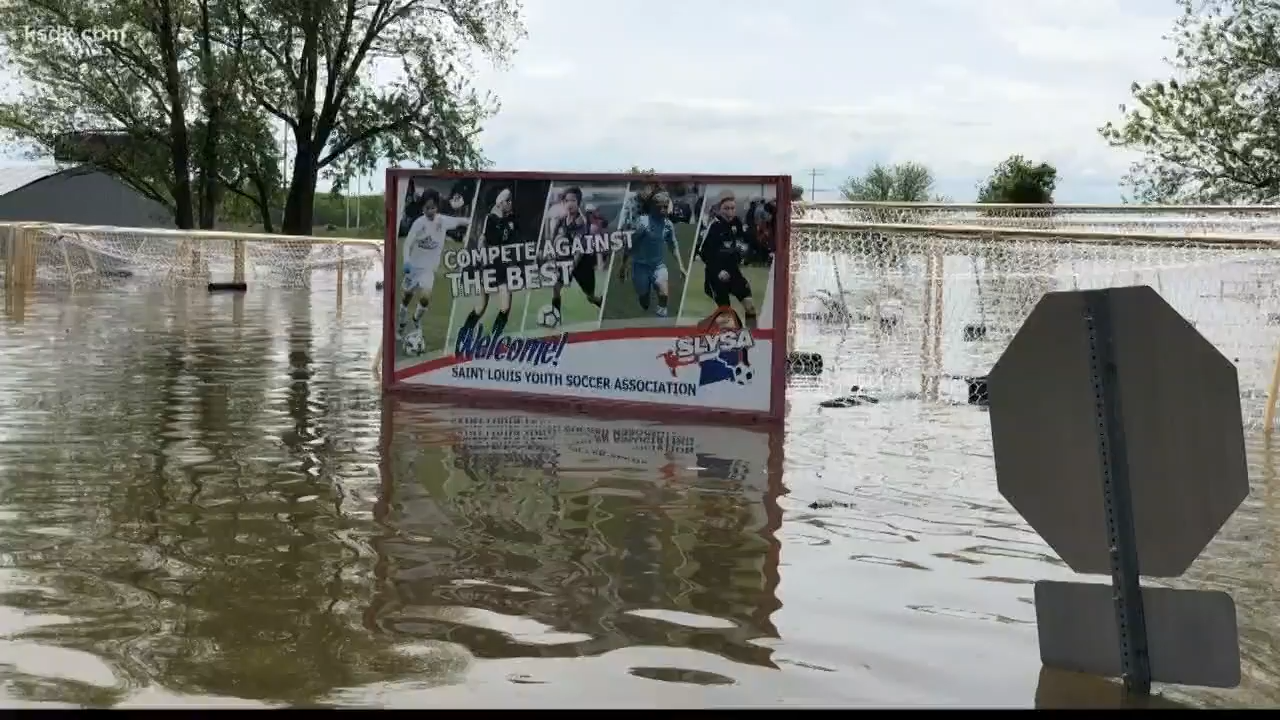 ksdk.com
COMPETE AGAINST
THE BEST
Welcome!
SLYSA
SAINT LOUIS YOUTH SOCCER ASSOCIATION